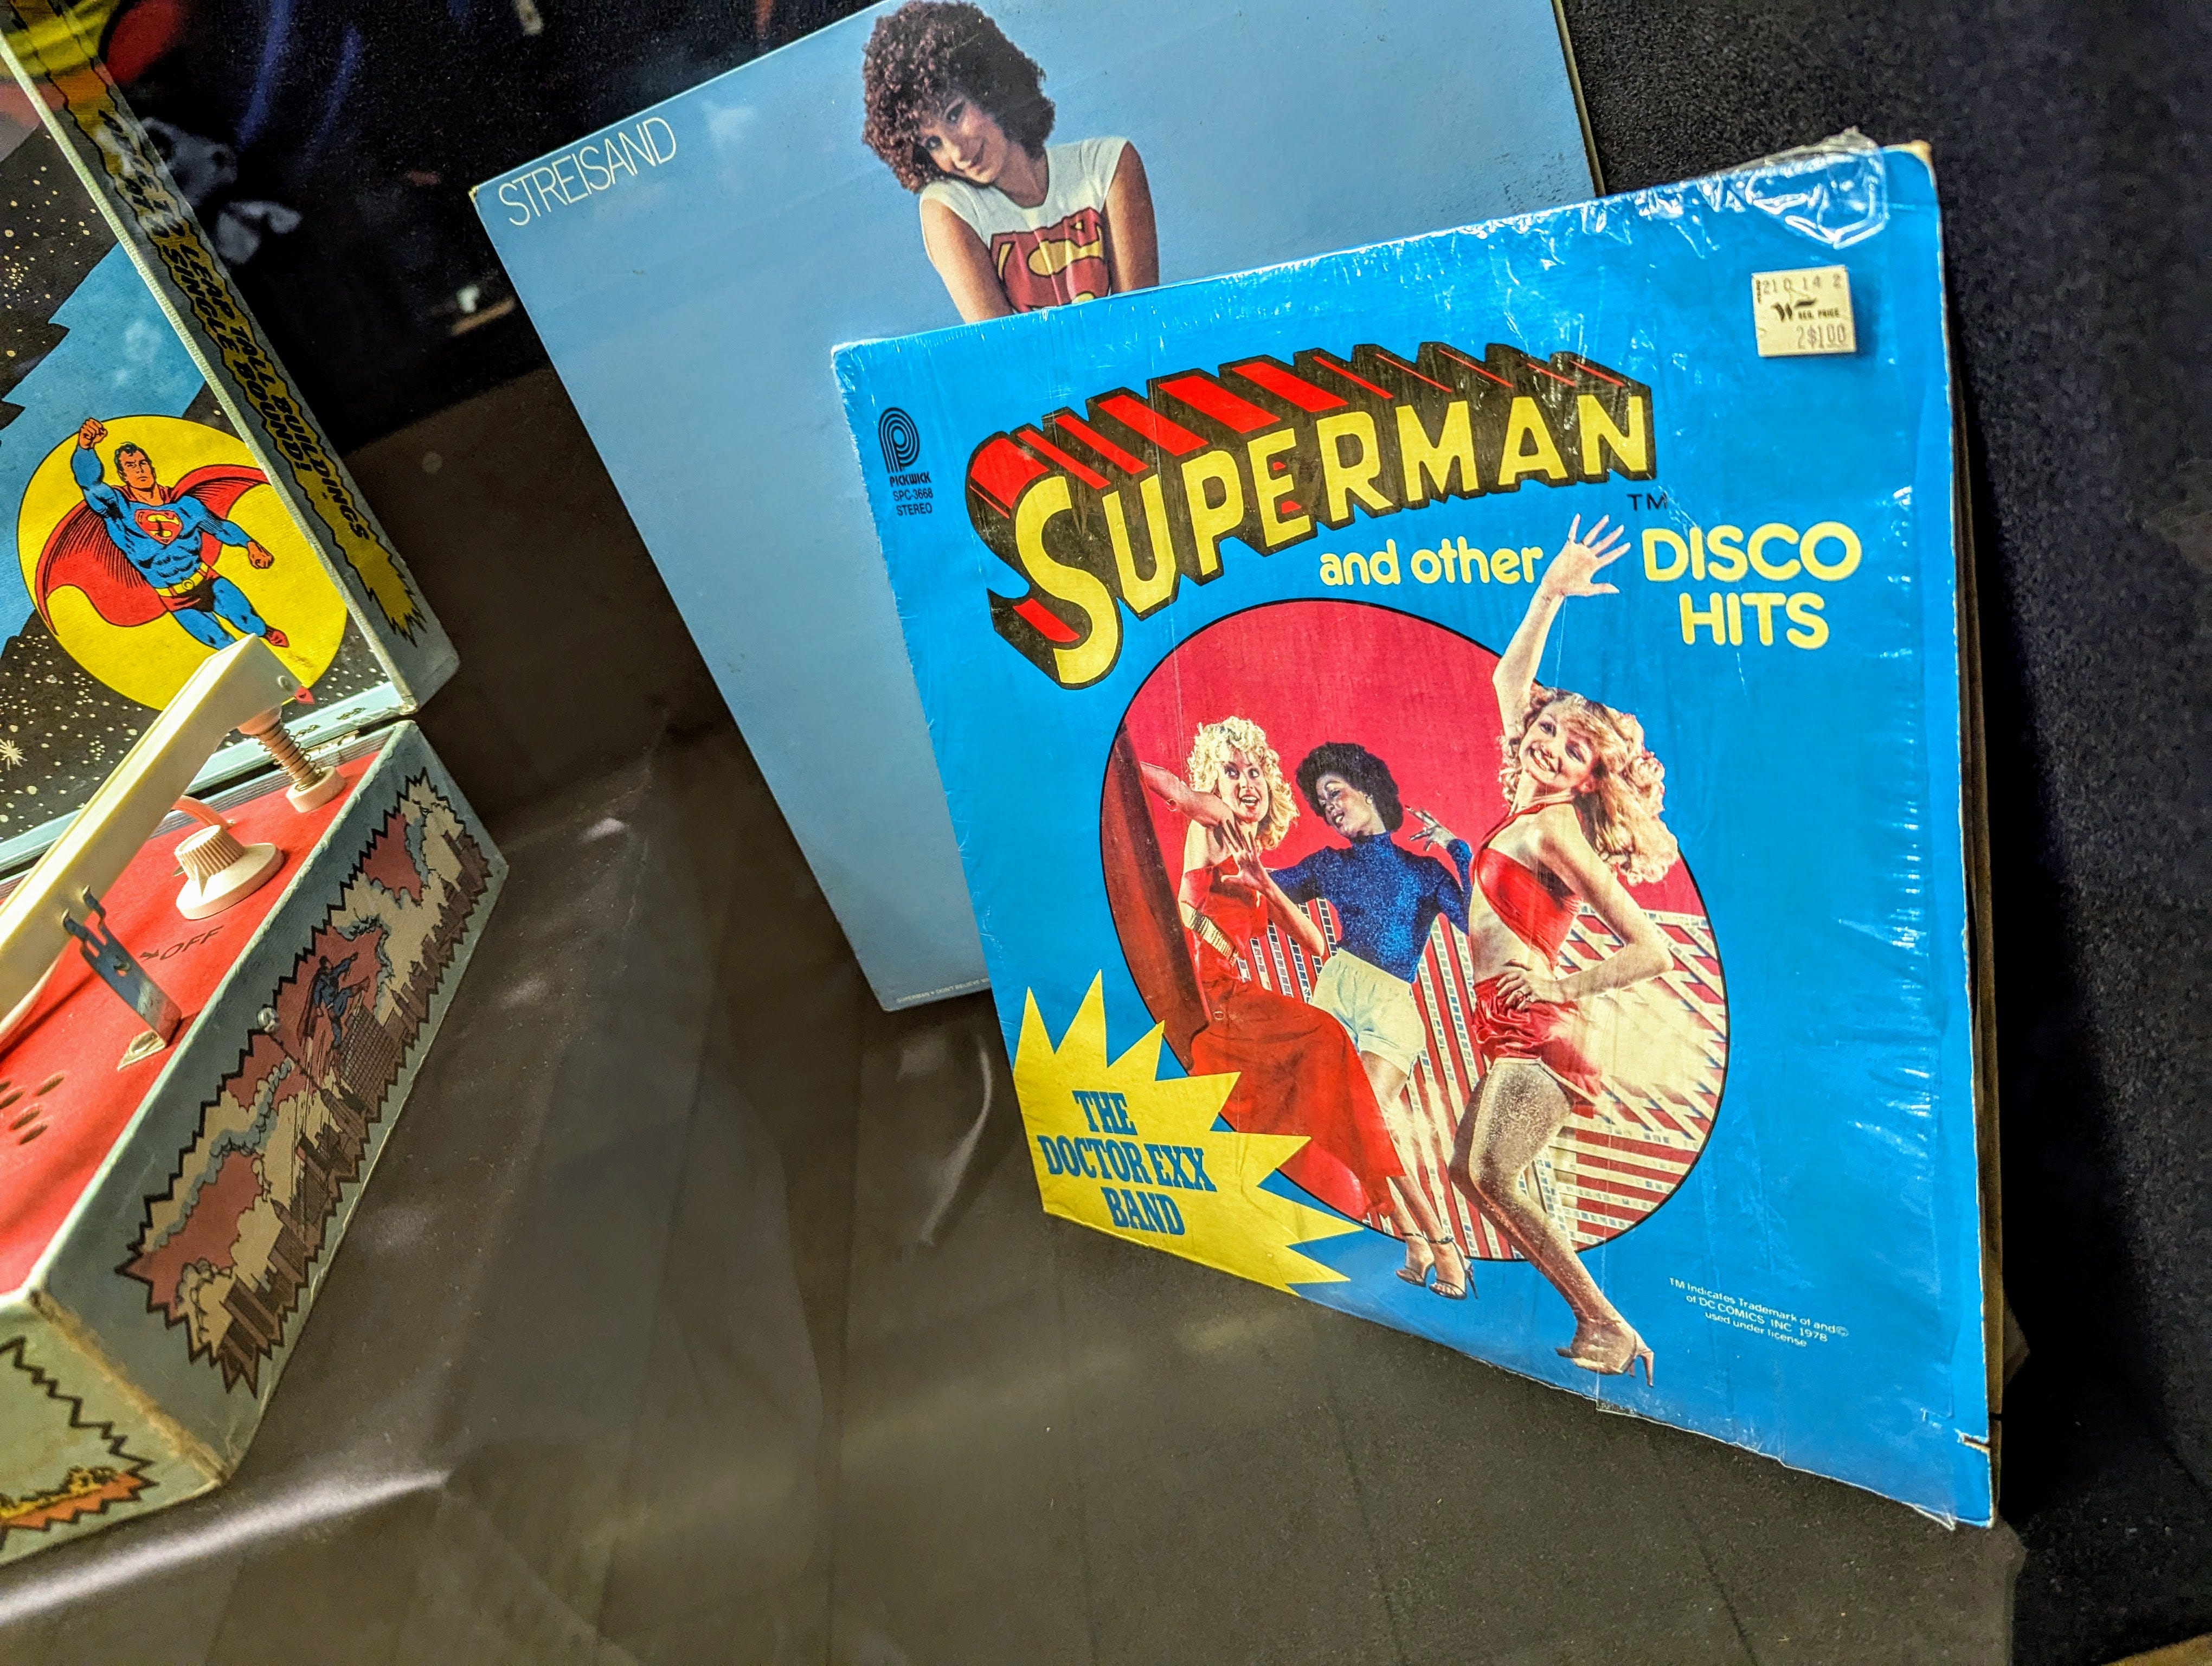 STREISAND
LEAP TALL BUILDINGS
SINGLE BOUND!
OFF
PICKWICK
SPC-3668
STEREO
SUPERMAN
TM
and other DISCO
HITS
210 14 2
W
REG. PRICE
2$1.00
THE
DOCTOR EXX
BAND
TM Indicates Trademark of and©
of DC COMICS INC 1978
used under license